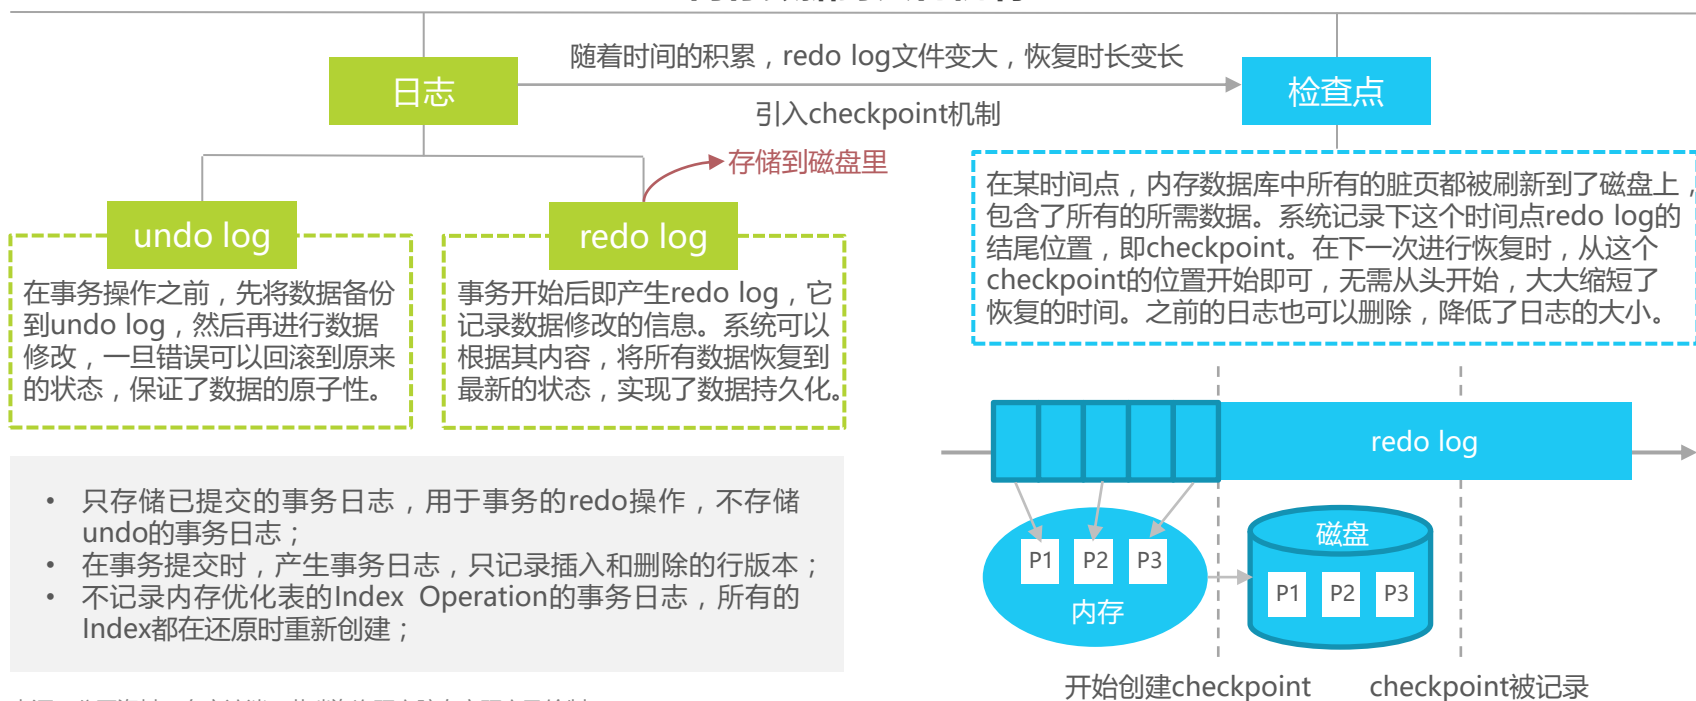 随着时间的积累，redo log文件变大，恢复时长变长
日志
检查点
引入checkpoint机制
存储到磁盘里
undo log
在事务操作之前，先将数据备份
到undo log，然后再进行数据
修改，一旦错误可以回滚到原来
的状态，保证了数据的原子性。
redo log
事务开始后即产生redo log，它
记录数据修改的信息。系统可以
根据其内容，将所有数据恢复到
最新的状态，实现了数据持久化。
在某时间点，内存数据库中所有的脏页都被刷新到了磁盘上，
包含了所有的所需数据。系统记录下这个时间点redo log的
结尾位置，即checkpoint。在下一次进行恢复时，从这个
checkpoint的位置开始即可，无需从头开始，大大缩短了
恢复的时间。之前的日志也可以删除，降低了日志的大小。
• 只存储已提交的事务日志，用于事务的redo操作，不存储
undo的事务日志；
• 在事务提交时，产生事务日志，只记录插入和删除的行版本；
• 不记录内存优化表的Index Operation的事务日志，所有的
Index都在还原时重新创建；
redo log
P1 P2 P3
内存
磁盘
P1 P2 P3
开始创建checkpoint
checkpoint被记录